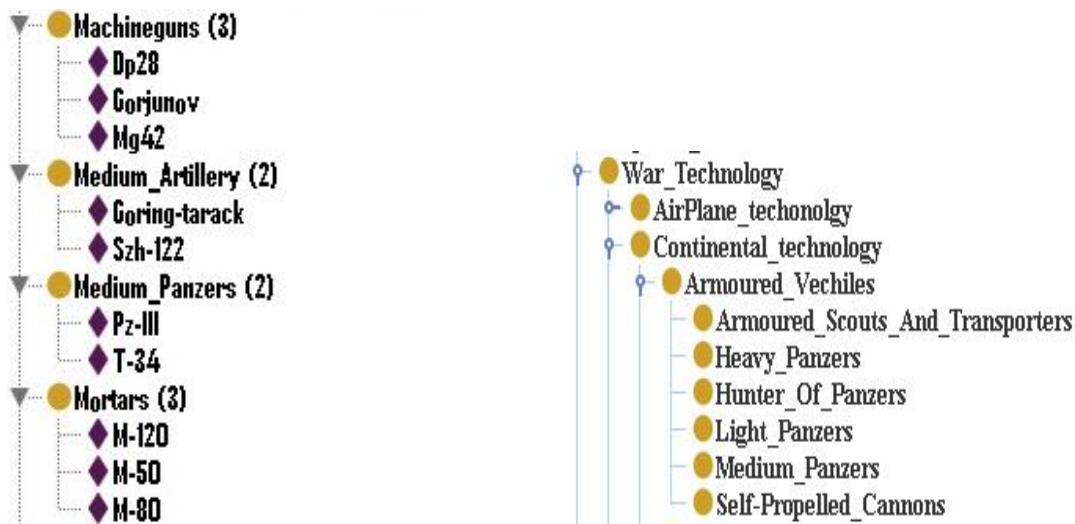 Machineguns (3)
Dp28
Gorjunov
Mg42
Medium_Artillery (2)
Goring-tarack
Szh-122
Medium_Panzers (2)
Pz-III
T-34
Mortars (3)
M-120
M-50
M-80
War_Technology
AirPlane_techonolgy
Continental_technology
Armoured_Vechiles
Armoured_Scouts_And_Transporters
Heavy_Panzers
Hunter_Of_Panzers
Light_Panzers
Medium_Panzers
Self-Propelled_Cannons